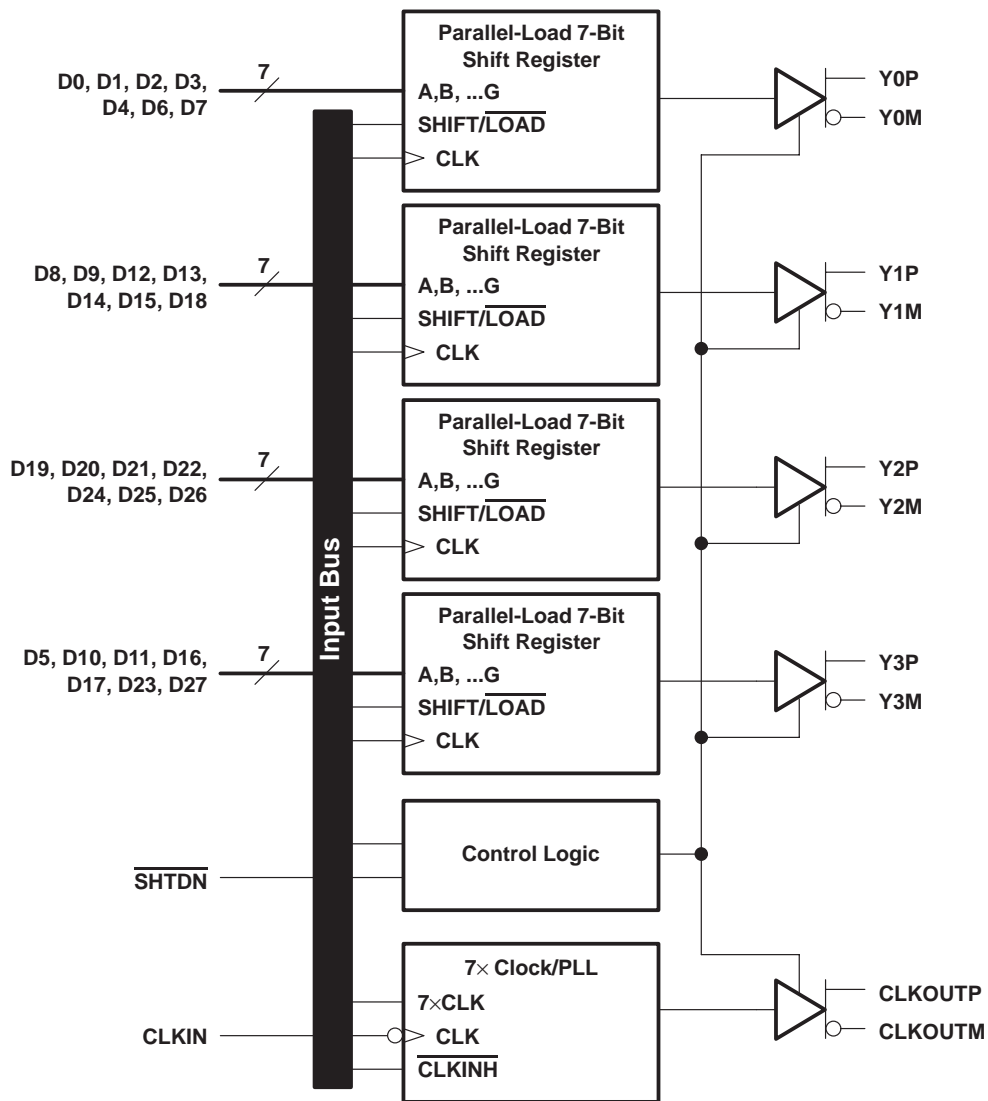 Parallel-Load 7-Bit
Shift Register
D0, D1, D2, D3,
D4, D6, D7
7
A,B, ...G
SHIFT/LOAD
CLK
Y0P
Y0M
Parallel-Load 7-Bit
Shift Register
D8, D9, D12, D13,
D14, D15, D18
7
A,B, ...G
SHIFT/LOAD
CLK
Y1P
Y1M
Parallel-Load 7-Bit
Shift Register
D19, D20, D21, D22,
D24, D25, D26
7
A,B, ...G
SHIFT/LOAD
CLK
Y2P
Y2M
Input Bus
Parallel-Load 7-Bit
Shift Register
D5, D10, D11, D16,
D17, D23, D27
7
A,B, ...G
SHIFT/LOAD
CLK
Y3P
Y3M
Control Logic
SHTDN
7× Clock/PLL
7×CLK
CLKIN
CLK
CLKINH
CLKOUTP
CLKOUTM